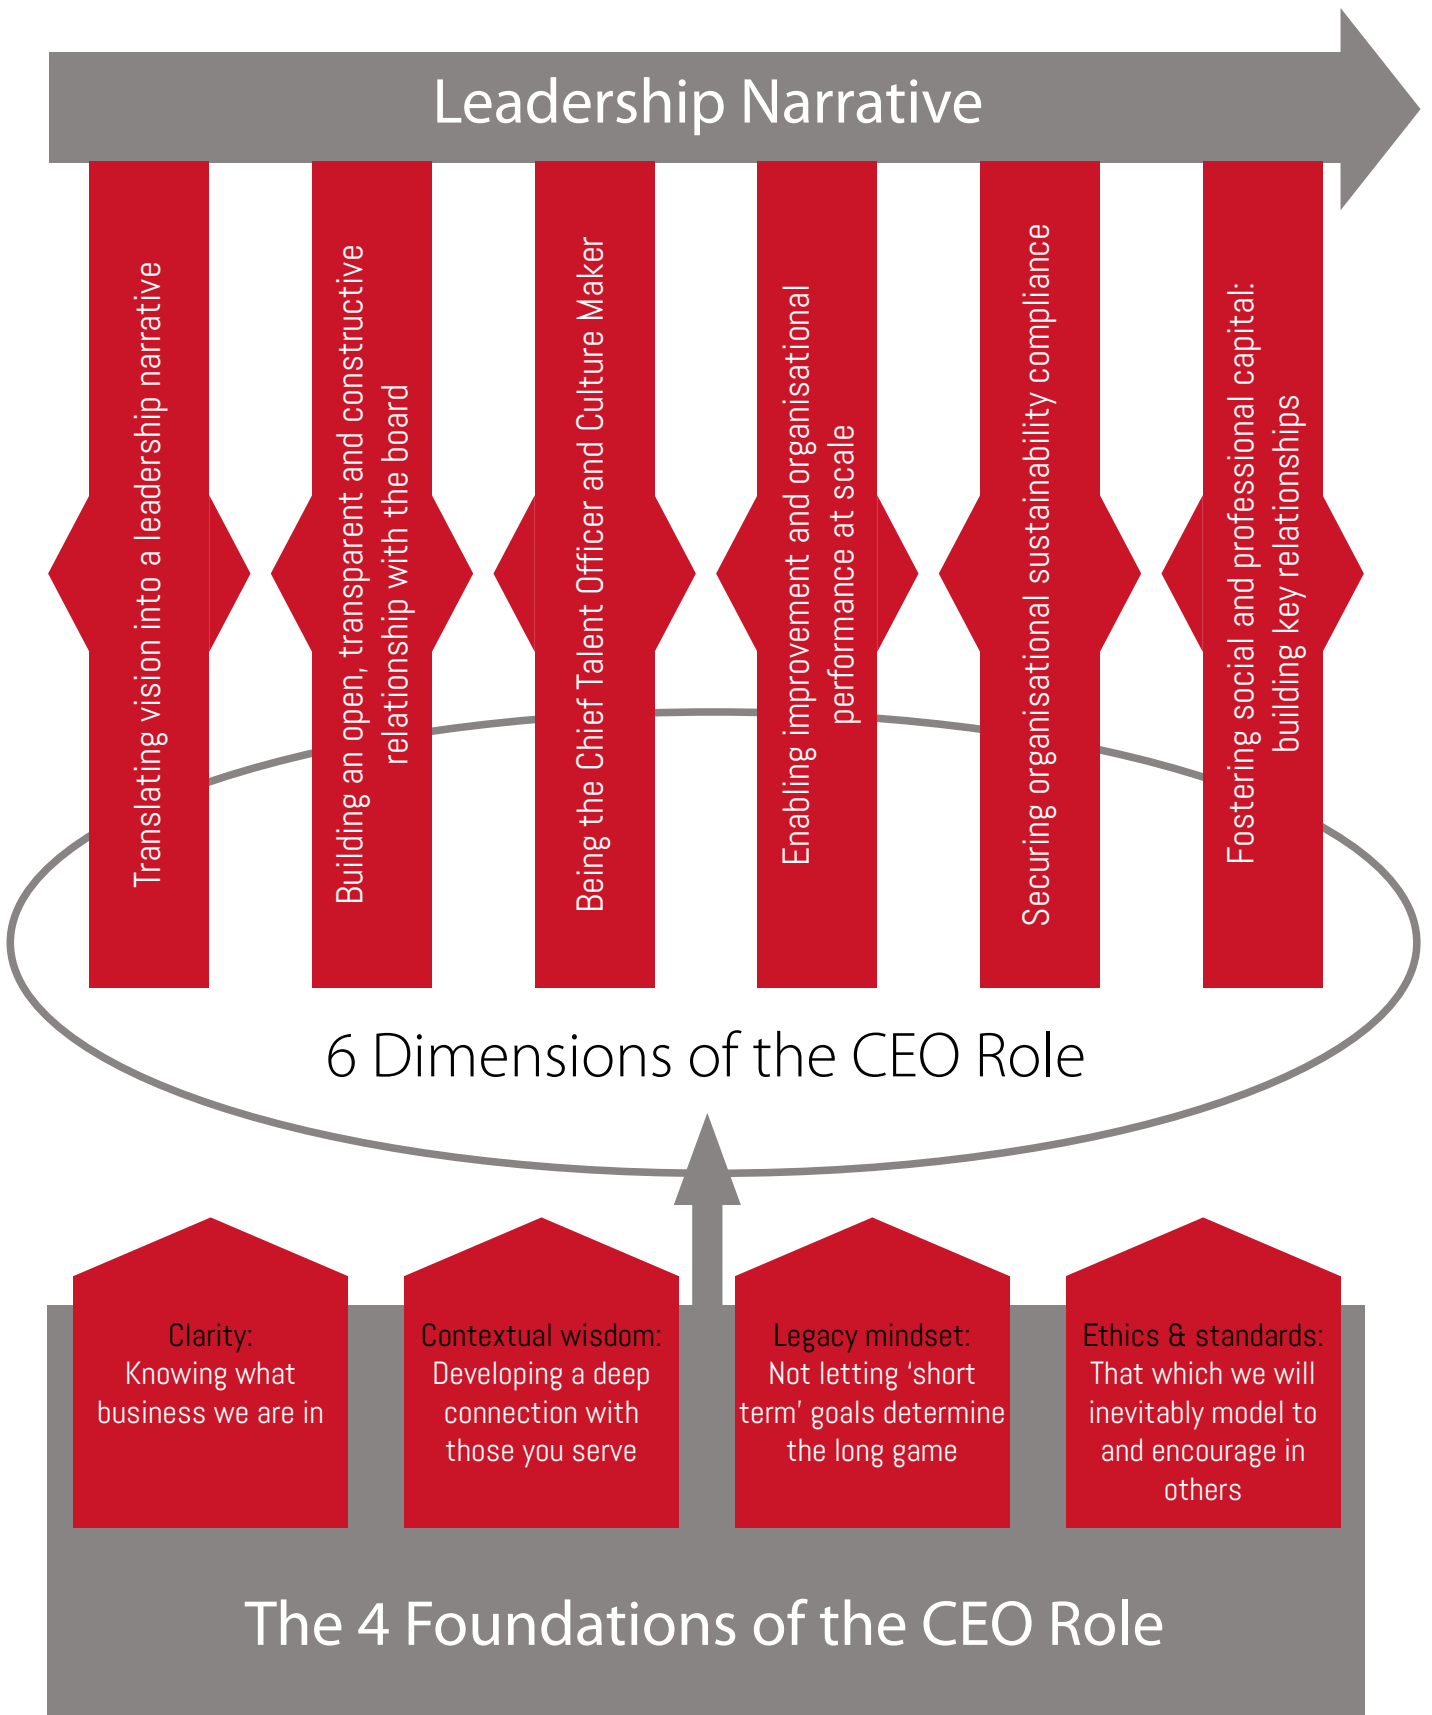 Leadership Narrative
Translating vision into a leadership narrative
Building an open, transparent and constructive
relationship with the board
Being the Chief Talent Officer and Culture Maker
Enabling improvement and organisational
performance at scale
Securing organisational sustainability compliance
Fostering social and professional capital:
building key relationships
6 Dimensions of the CEO Role
Clarity:
Knowing what
business we are in
Contextual wisdom:
Developing a deep
connection with
those you serve
Legacy mindset:
Not letting ‘short
term’ goals determine
the long game
Ethics & standards:
That which we will
inevitably model to
and encourage in
others
The 4 Foundations of the CEO Role